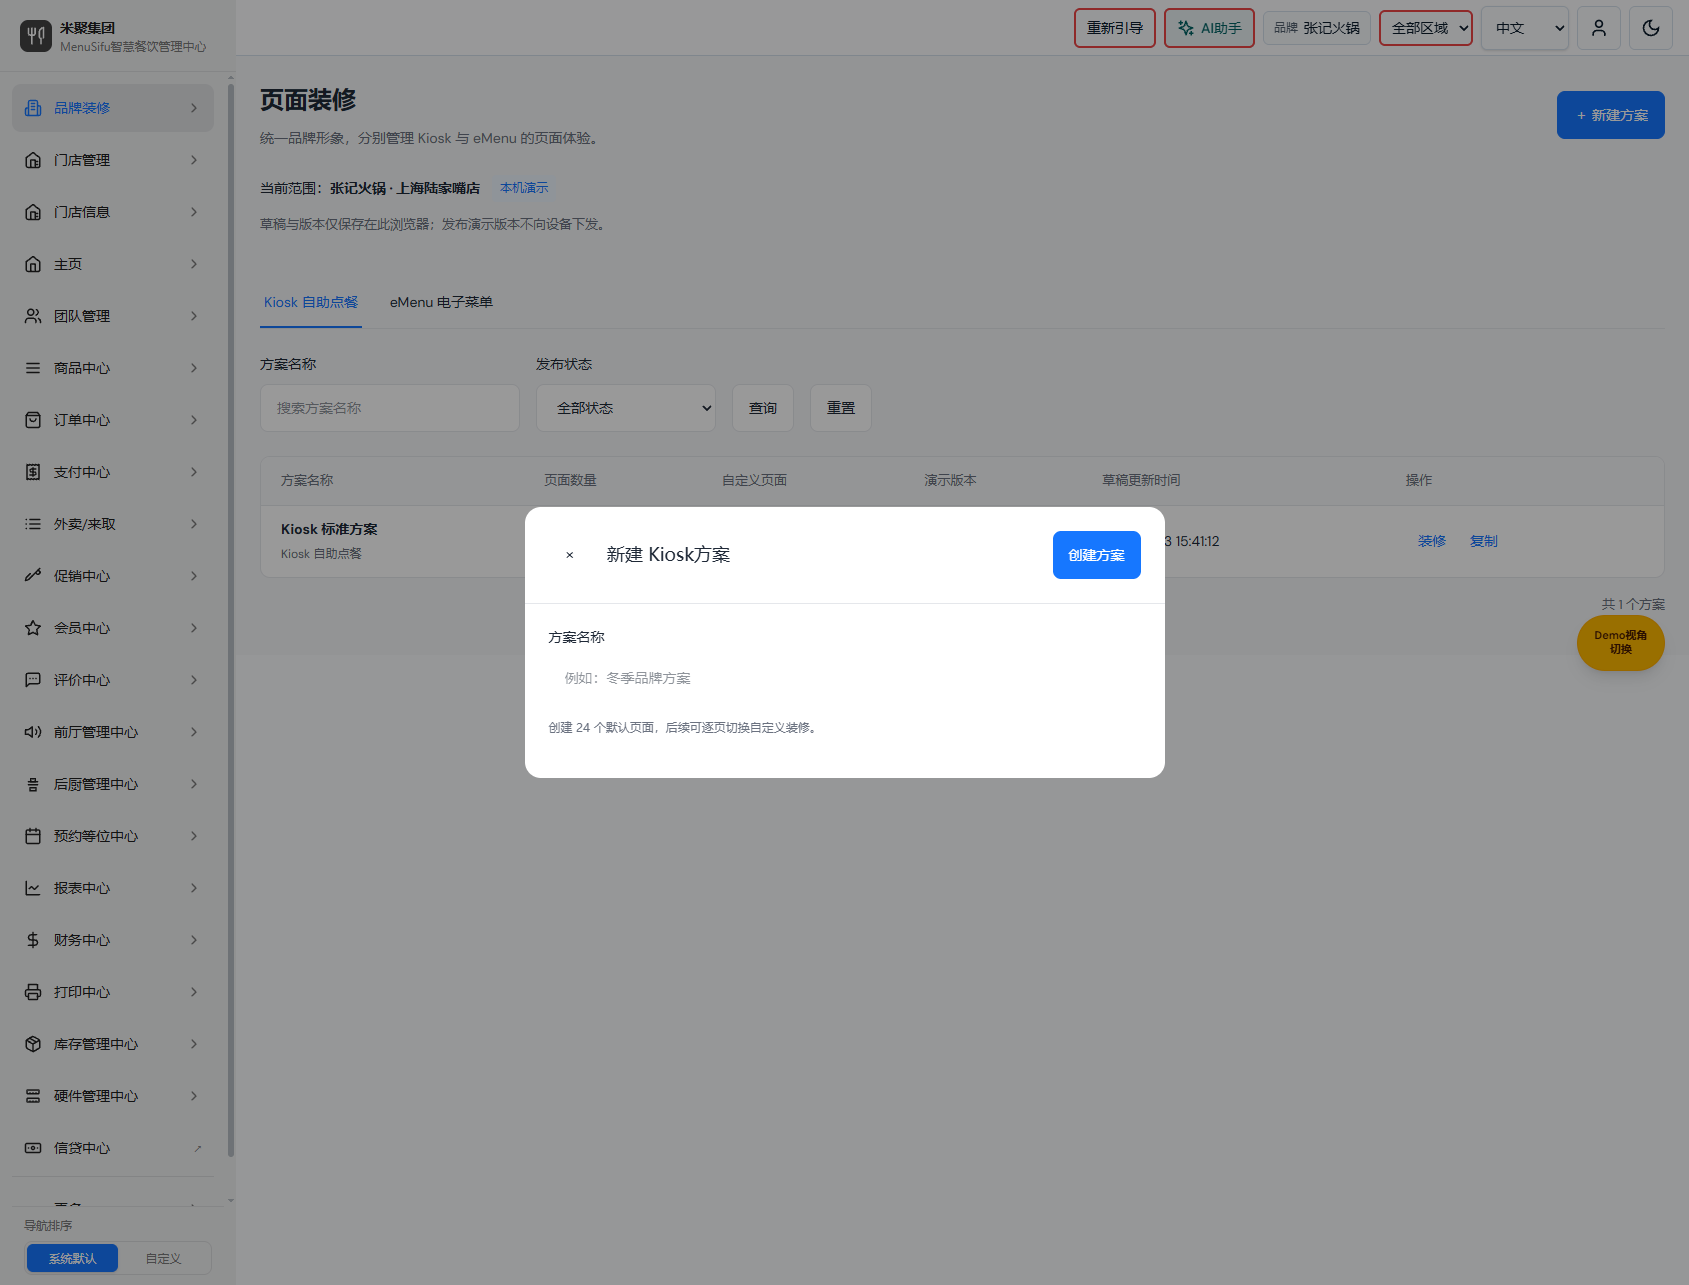 米聚集团
MenuSifu智慧餐饮管理中心
重新引导
AI助手
品牌 张记火锅
全部区域
中文
品牌装修
门店管理
门店信息
主页
团队管理
商品中心
订单中心
支付中心
外卖/来取
促销中心
会员中心
评价中心
前厅管理中心
后厨管理中心
预约等位中心
报表中心
财务中心
打印中心
库存管理中心
硬件管理中心
信贷中心
导航排序
系统默认
自定义
页面装修
统一品牌形象，分别管理 Kiosk 与 eMenu 的页面体验。
+ 新建方案
当前范围：张记火锅 · 上海陆家嘴店 本机演示
草稿与版本仅保存在此浏览器；发布演示版本不向设备下发。
Kiosk 自助点餐
eMenu 电子菜单
方案名称
发布状态
搜索方案名称
全部状态
查询
重置
方案名称 页面数量 自定义页面 演示版本 草稿更新时间 操作
Kiosk 标准方案
Kiosk 自助点餐
3 15:41:12
装修 复制
共 1 个方案
Demo视角
切换
× 新建 Kiosk方案
创建方案
方案名称
例如：冬季品牌方案
创建 24 个默认页面，后续可逐页切换自定义装修。